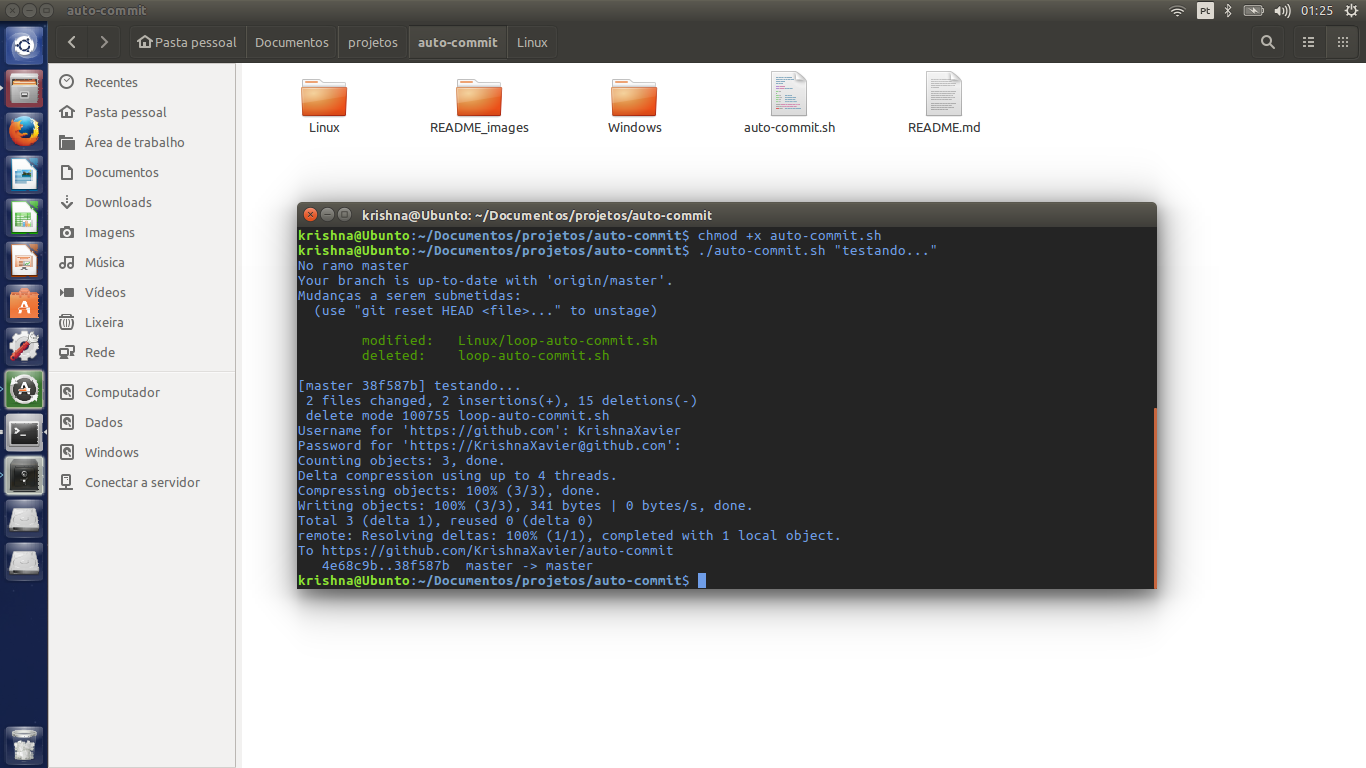 auto-commit
Pt
01:25
Pasta pessoal
Documentos
projetos
auto-commit
Linux
Recentes
Pasta pessoal
Área de trabalho
Documentos
Downloads
Imagens
Música
Vídeos
Lixeira
Rede
Computador
Dados
Windows
Conectar a servidor
Linux
README_images
Windows
auto-commit.sh
README.md
krishna@Ubunto: ~/Documentos/projetos/auto-commit
krishna@Ubunto:~/Documentos/projetos/auto-commit$ chmod +x auto-commit.sh
krishna@Ubunto:~/Documentos/projetos/auto-commit$ ./auto-commit.sh "testando..."
No ramo master
Your branch is up-to-date with 'origin/master'.
Mudanças a serem submetidas:
  (use "git reset HEAD <file>..." to unstage)
        modified:   Linux/loop-auto-commit.sh
        deleted:    loop-auto-commit.sh
[master 38f587b] testando...
 2 files changed, 2 insertions(+), 15 deletions(-)
 delete mode 100755 loop-auto-commit.sh
Username for 'https://github.com': KrishnaXavier
Password for 'https://KrishnaXavier@github.com':
Counting objects: 3, done.
Delta compression using up to 4 threads.
Compressing objects: 100% (3/3), done.
Writing objects: 100% (3/3), 341 bytes | 0 bytes/s, done.
Total 3 (delta 1), reused 0 (delta 0)
remote: Resolving deltas: 100% (1/1), completed with 1 local object.
To https://github.com/KrishnaXavier/auto-commit
   4e68c9b..38f587b  master -> master
krishna@Ubunto:~/Documentos/projetos/auto-commit$